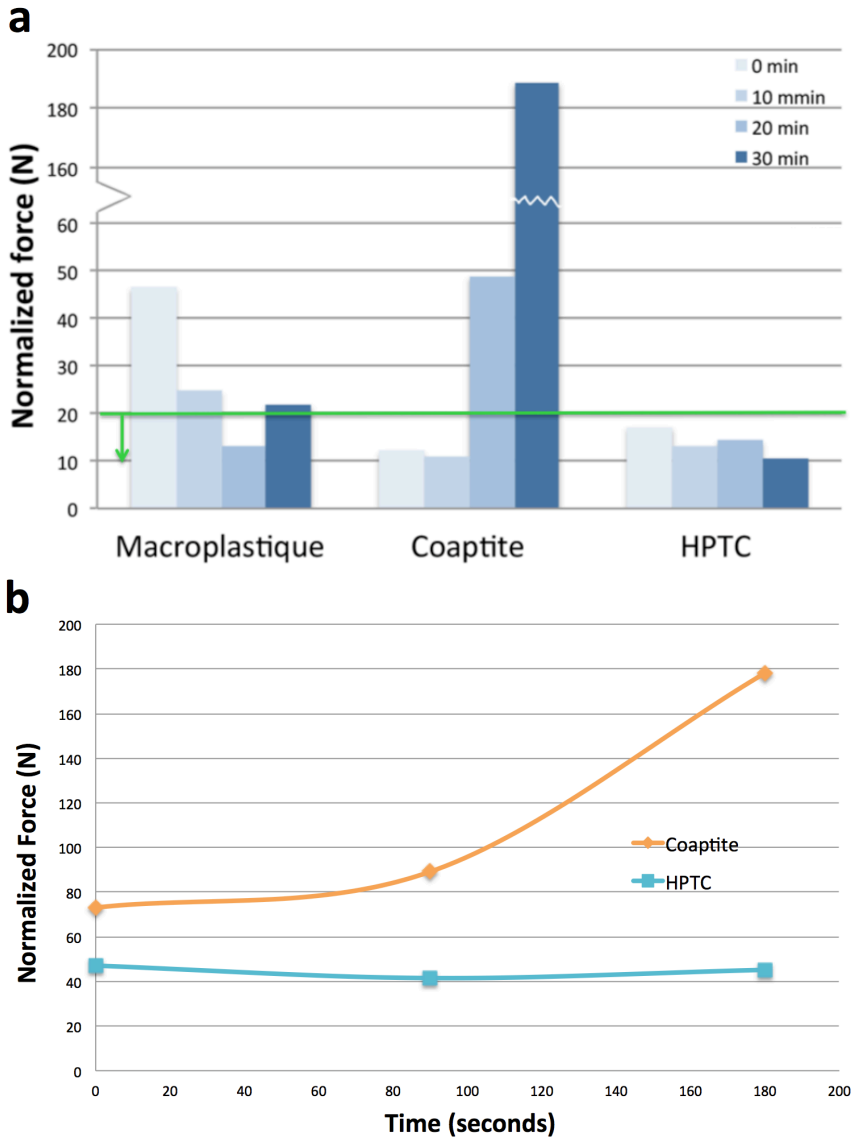 a
Normalized force (N)
200
180
160
60
50
40
30
20
10
0
0 min
10 mmin
20 min
30 min
Macroplastique
Coaptite
HPTC
b
Normalized Force (N)
200
180
160
140
120
100
80
60
40
20
0
Coaptite
HPTC
0
20
40
60
80
100
120
140
160
180
200
Time (seconds)